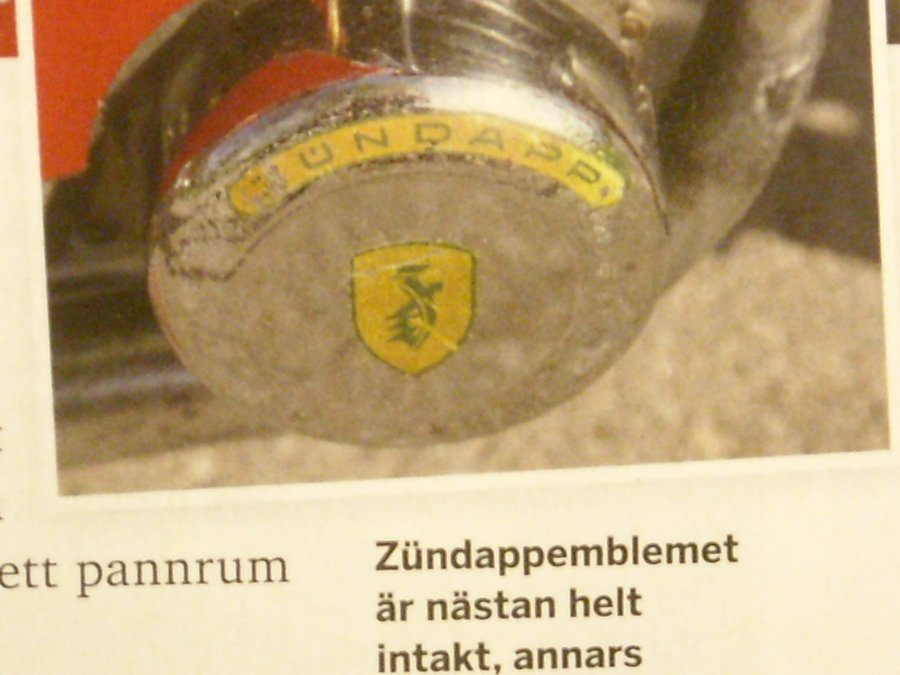 ZÜNDAPP
ett pannrum
Zündappemblemet
är nästan helt
intakt, annars